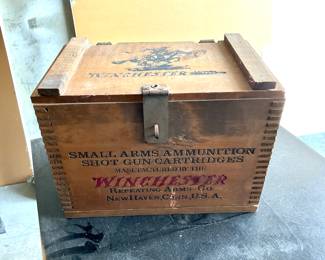 WINCHESTER
SMALL ARMS AMMUNITION
SHOT GUN CARTRIDGES
MANUFACTURED BY THE
WINCHESTER
REPEATING ARMS CO.
NEW HAVEN, CONN., U.S.A.